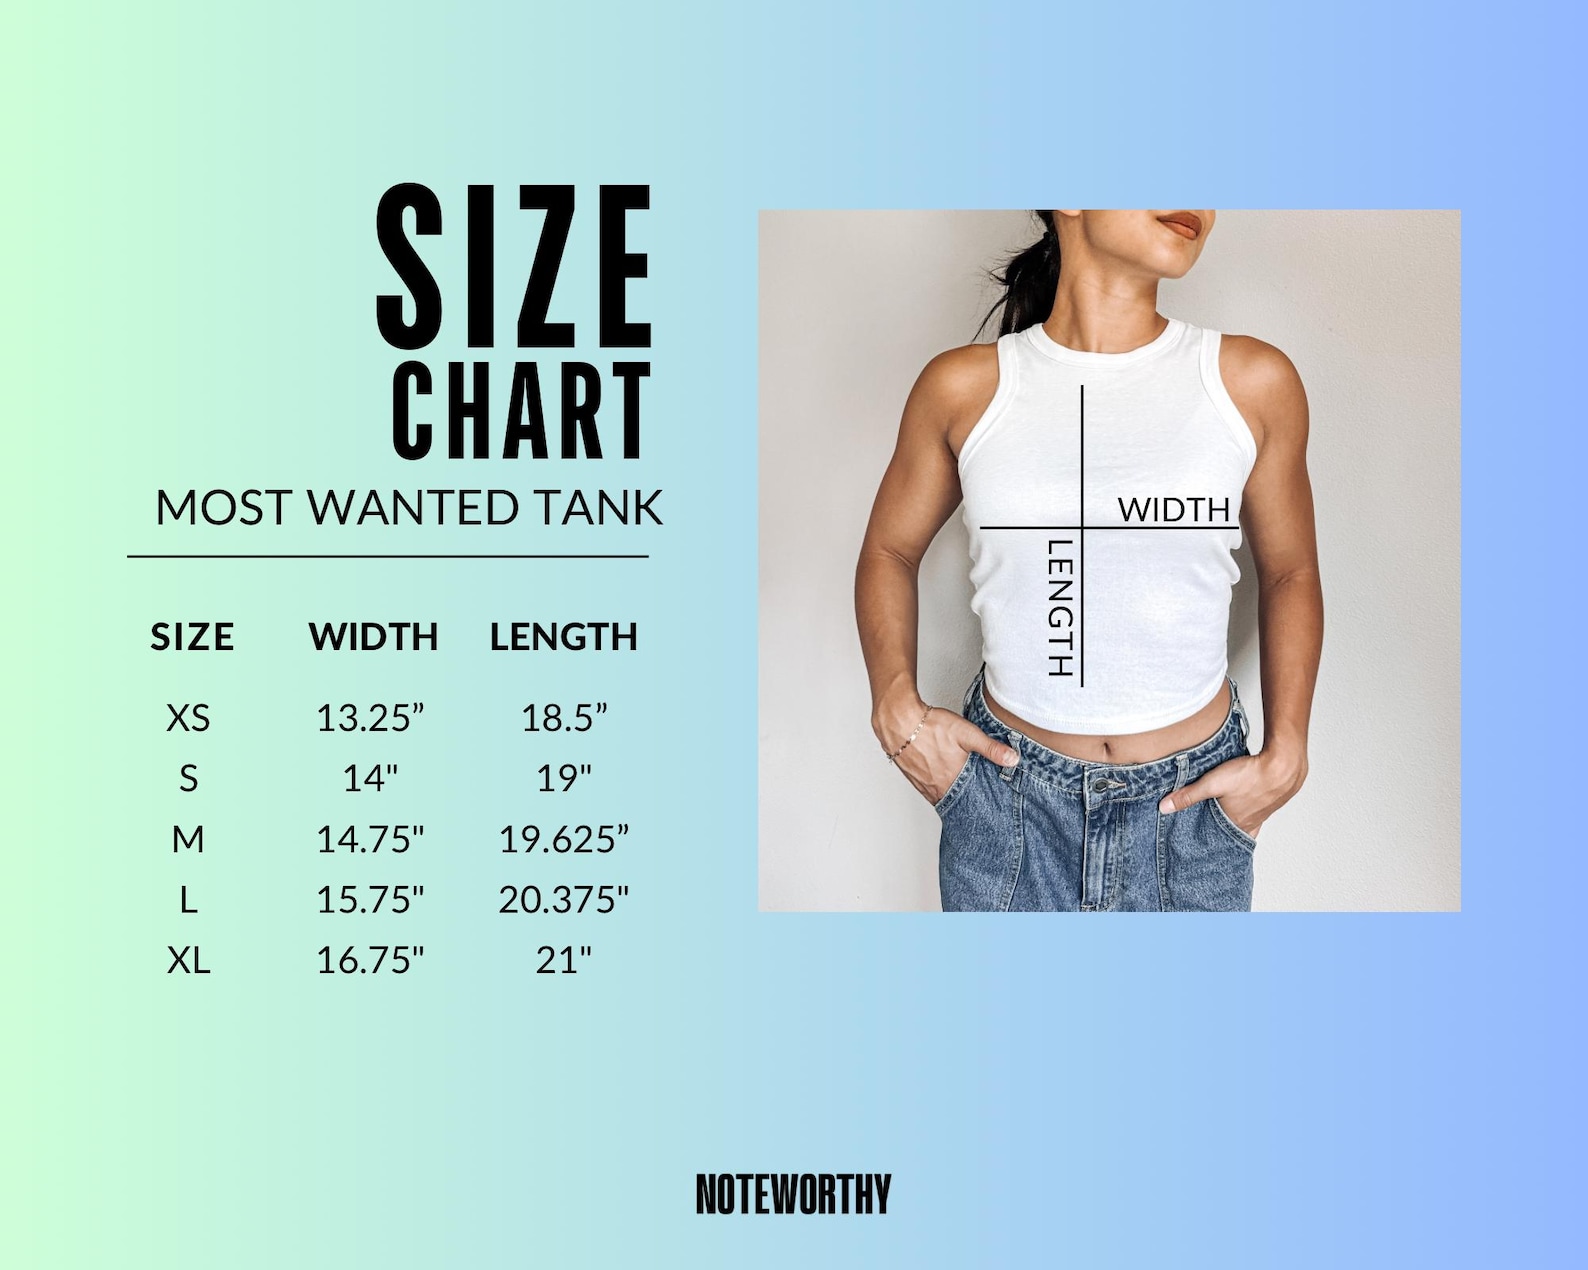 SIZE
CHART
MOST WANTED TANK
SIZE WIDTH LENGTH
XS 13.25” 18.5”
S 14" 19"
M 14.75" 19.625”
L 15.75" 20.375"
XL 16.75" 21"
WIDTH
LENGTH
NOTEWORTHY